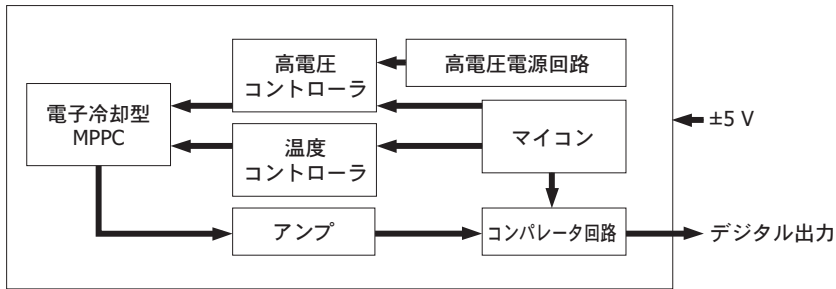 高電圧
コントローラ
高電圧電源回路
電子冷却型
MPPC
マイコン
±5 V
温度
コントローラ
アンプ
コンパレータ回路
デジタル出力